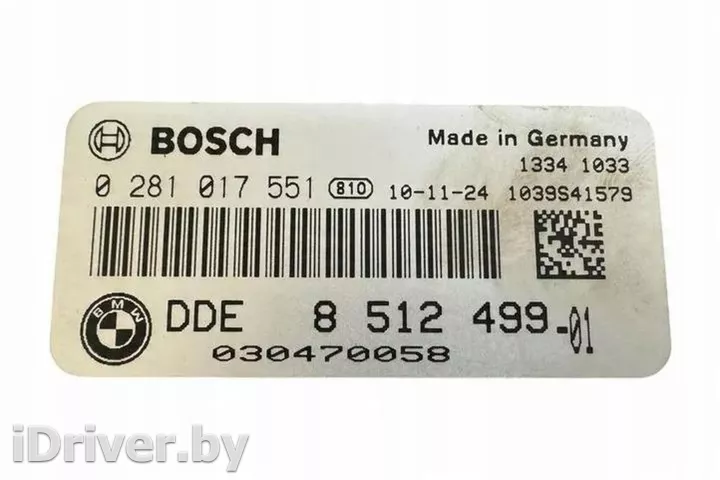 BOSCH
Made in Germany
1334 1033
0 281 017 551 810 10-11-24 1039S41579
BMW DDE 8 512 499-01
030470058
iDriver.by